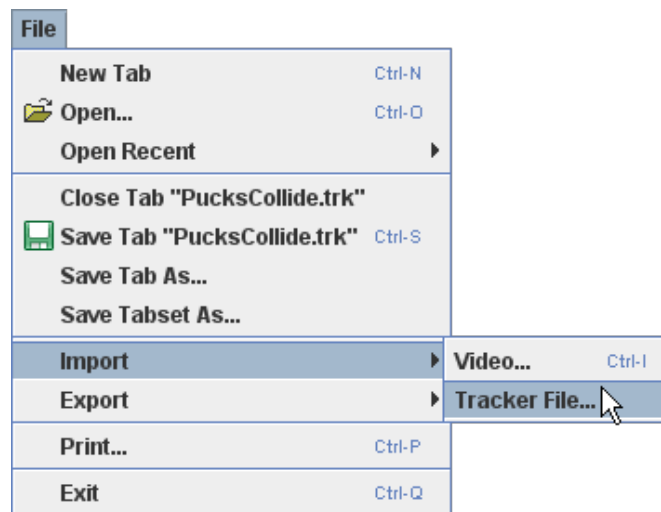 File
New Tab Ctrl-N
Open... Ctrl-O
Open Recent
Close Tab "PucksCollide.trk"
Save Tab "PucksCollide.trk" Ctrl-S
Save Tab As...
Save Tabset As...
Import
Video... Ctrl-I
Export
Tracker File...
Print... Ctrl-P
Exit Ctrl-Q